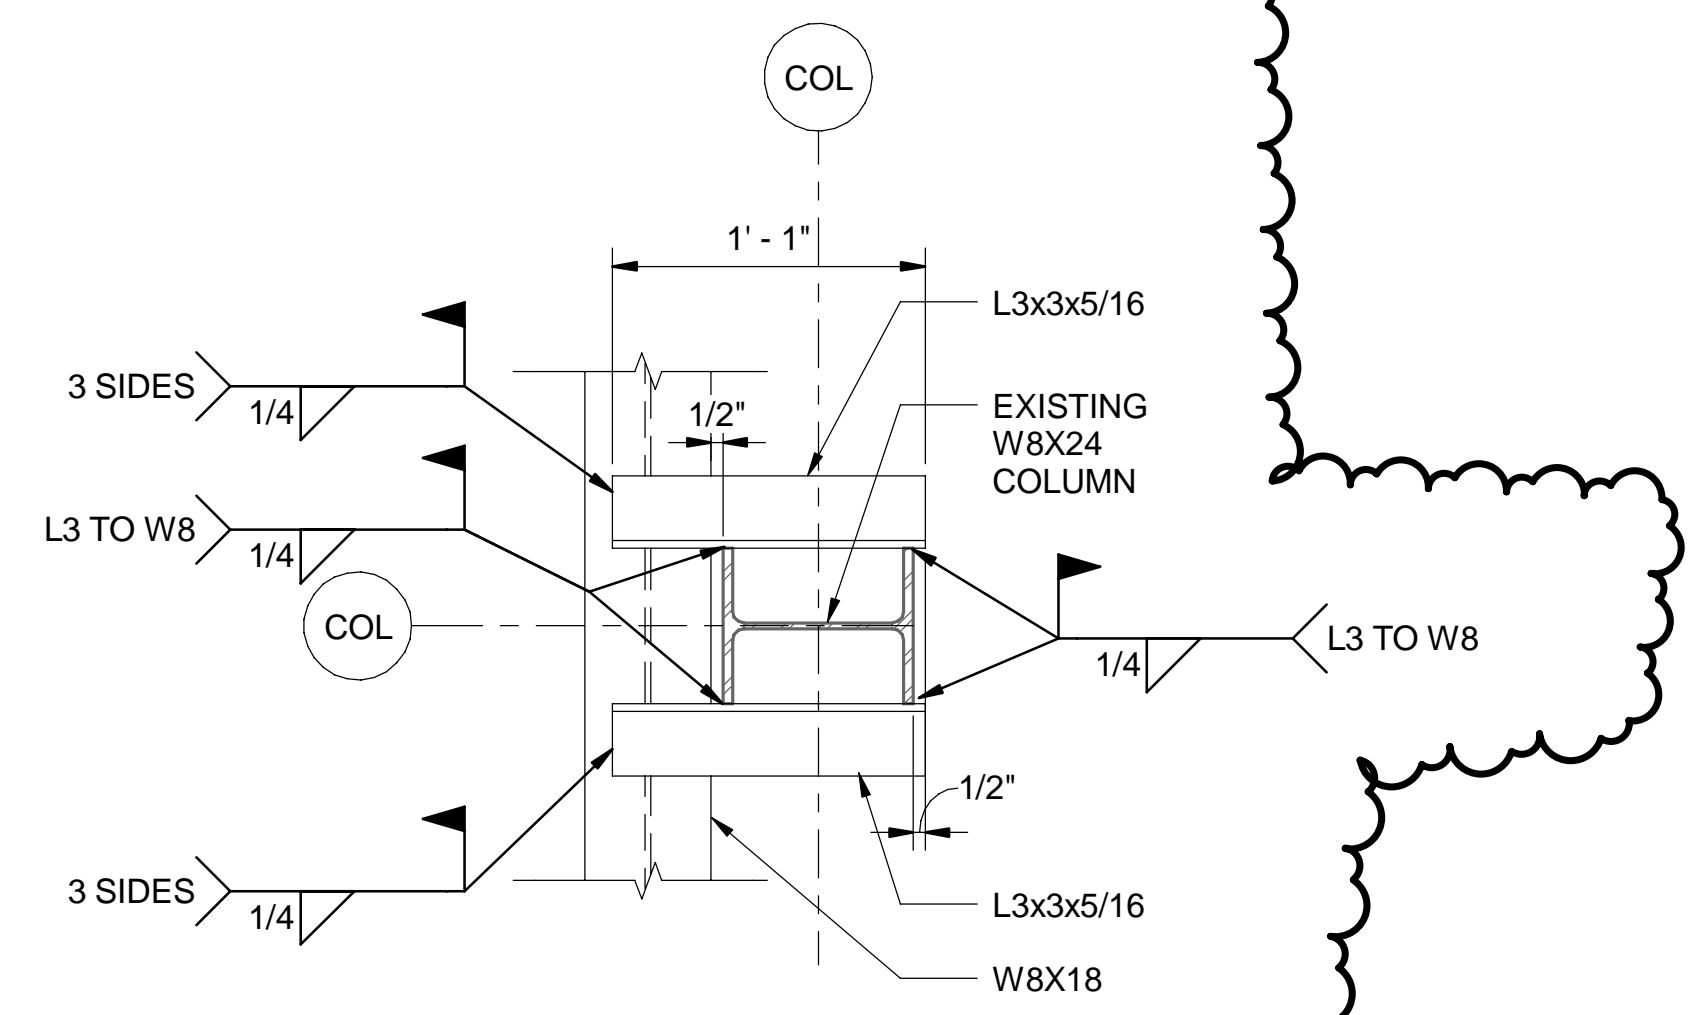 COL
1' - 1"
L3x3x5/16
3 SIDES
1/4
1/2"
EXISTING
W8X24
COLUMN
L3 TO W8
1/4
COL
L3 TO W8
1/4
1/2"
3 SIDES
1/4
L3x3x5/16
W8X18